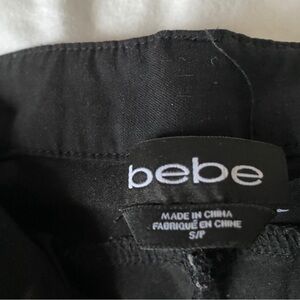 bebe
MADE IN CHINA
FABRIQUÉ EN CHINE
S/P